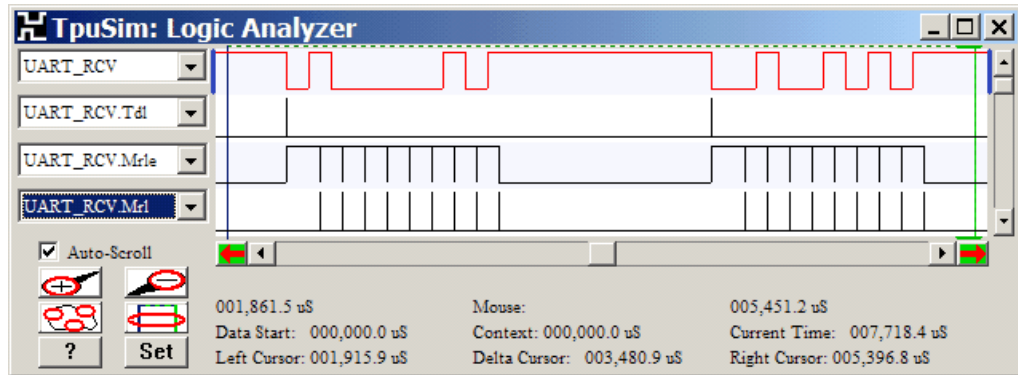 TpuSim: Logic Analyzer
UART_RCV
UART_RCV.Tdl
UART_RCV.Mrle
UART_RCV.Mrl
Auto-Scroll
? Set
001,861.5 uS Mouse: 005,451.2 uS
Data Start: 000,000.0 uS Context: 000,000.0 uS Current Time: 007,718.4 uS
Left Cursor: 001,915.9 uS Delta Cursor: 003,480.9 uS Right Cursor: 005,396.8 uS